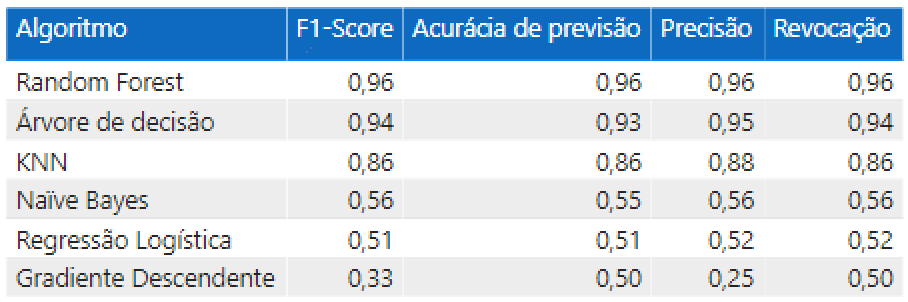 Algoritmo F1-Score Acurácia de previsão Precisão Revocação
Random Forest 0,96 0,96 0,96 0,96
Árvore de decisão 0,94 0,93 0,95 0,94
KNN 0,86 0,86 0,88 0,86
Naïve Bayes 0,56 0,55 0,56 0,56
Regressão Logística 0,51 0,51 0,52 0,52
Gradiente Descendente 0,33 0,50 0,25 0,50